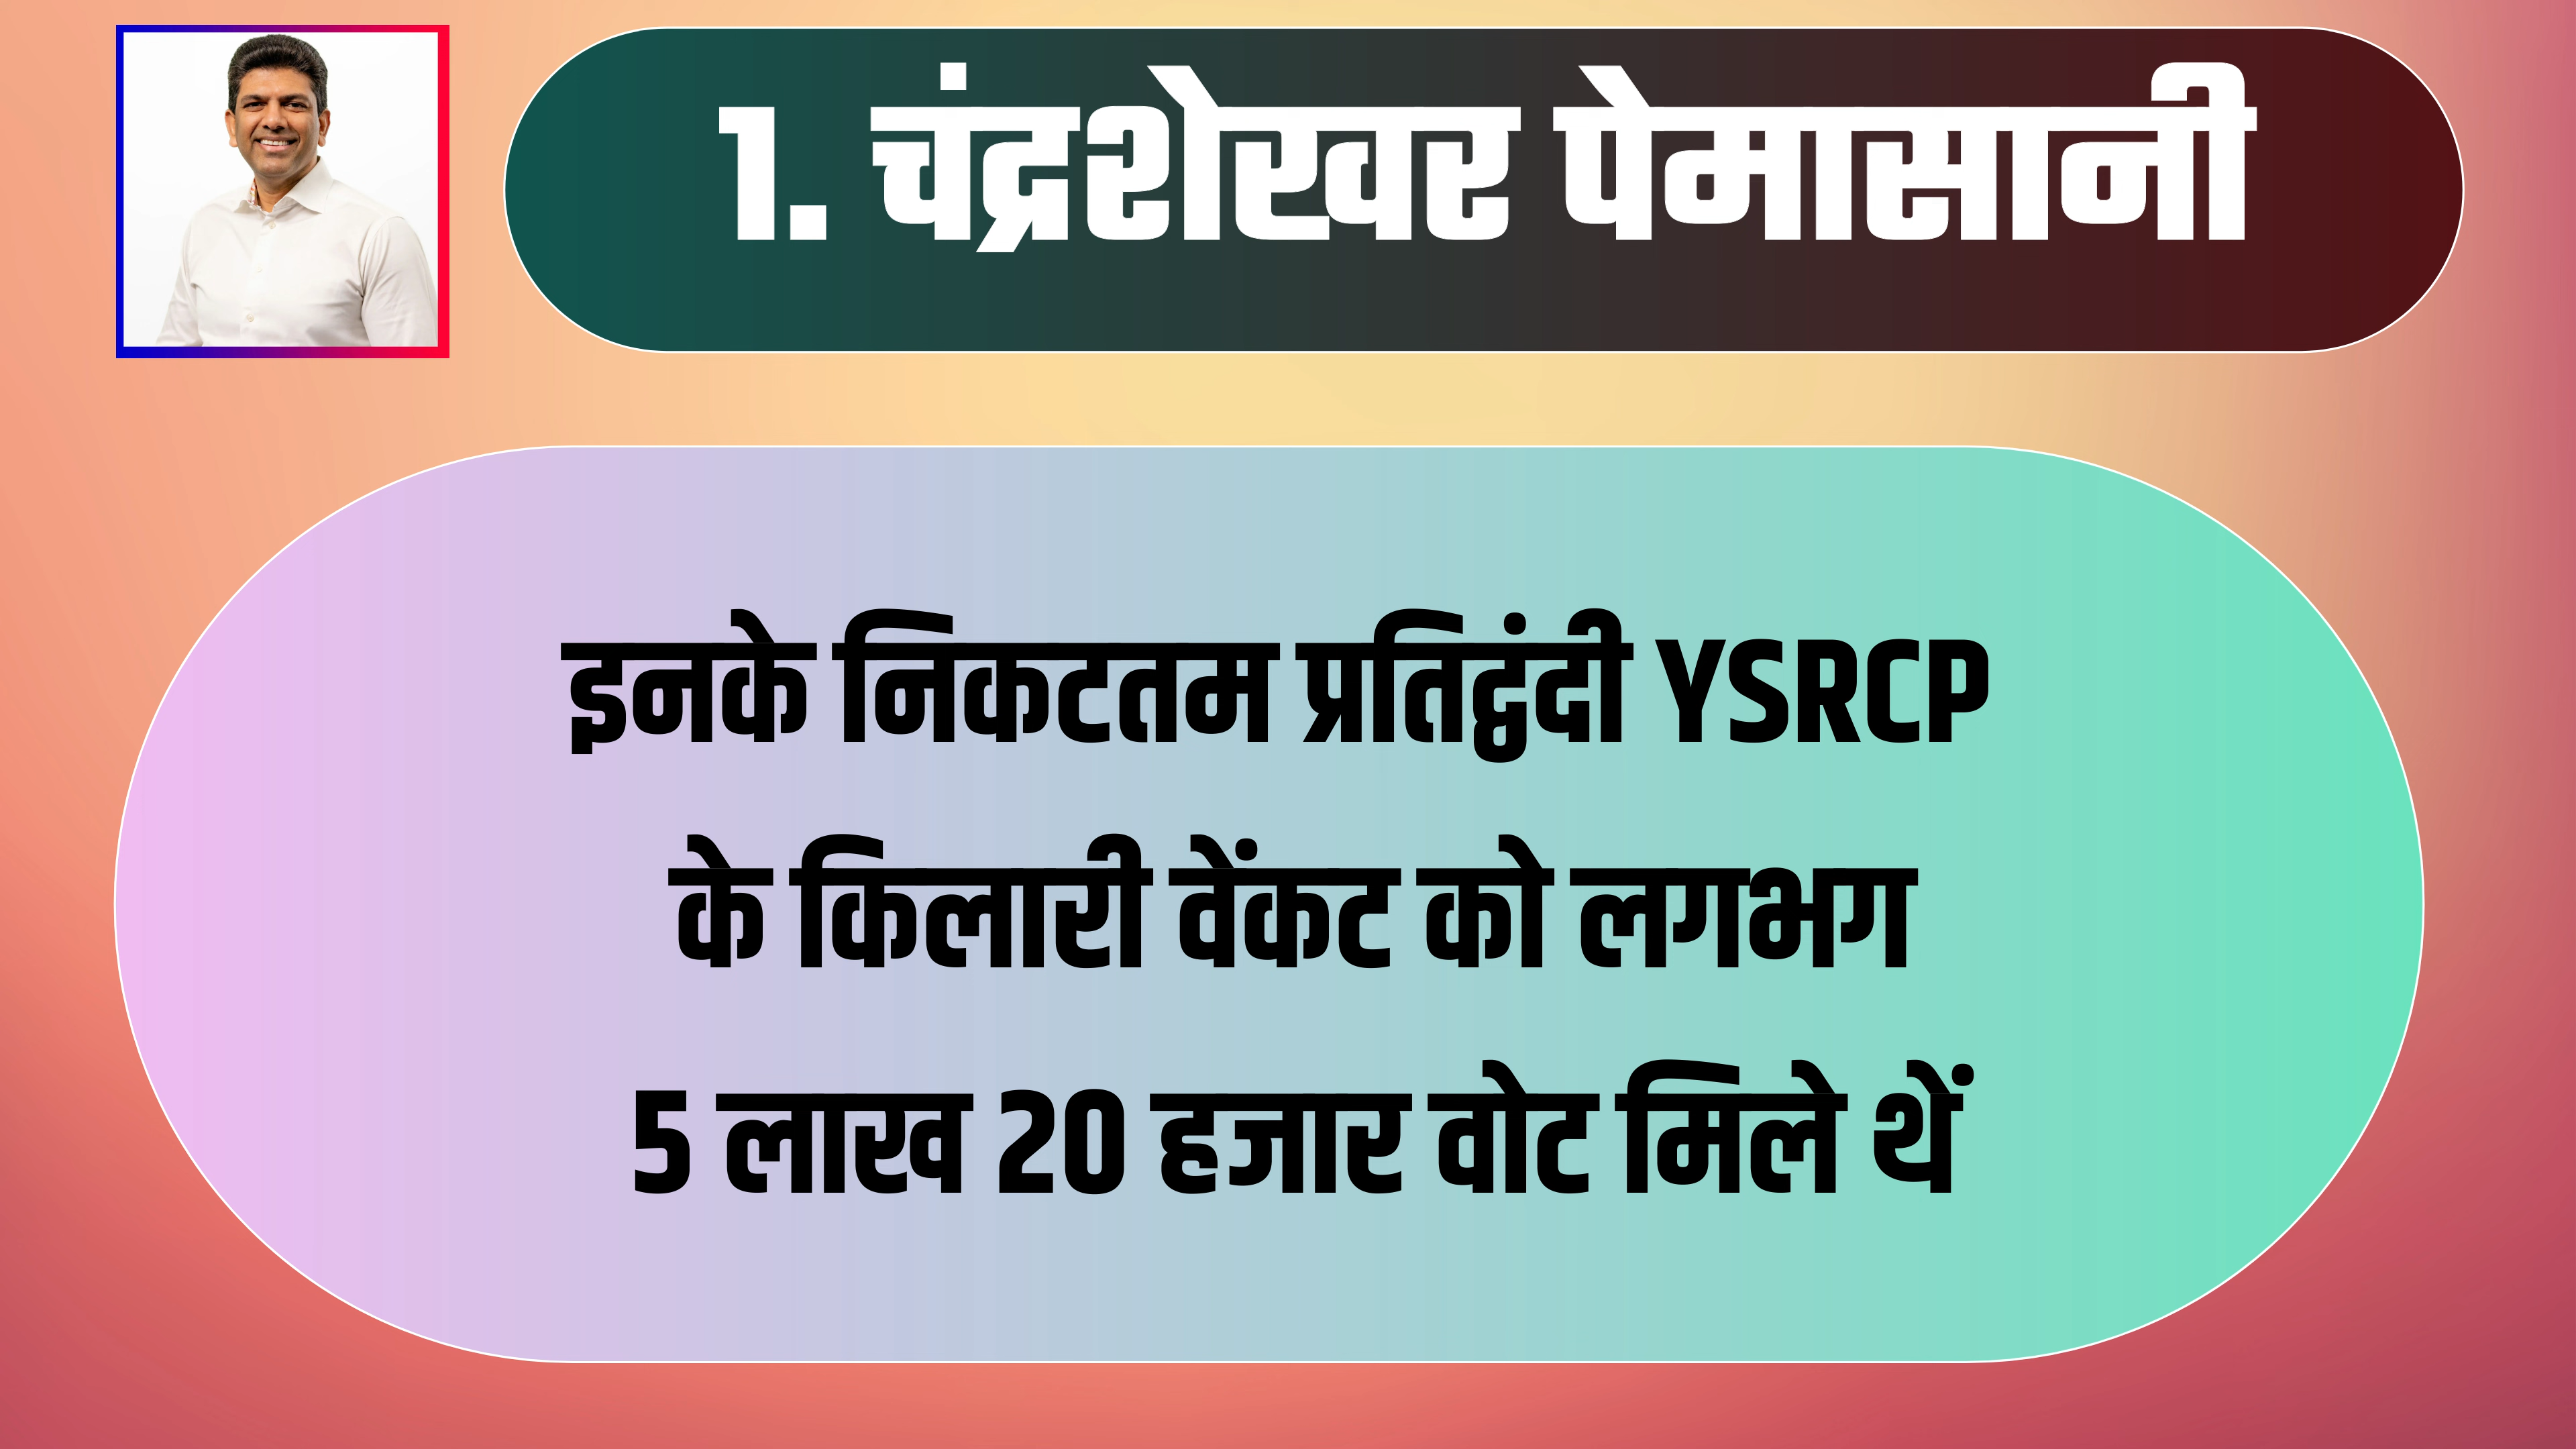 1. चंद्रशेखर पेमासानी
इनके निकटतम प्रतिद्वंदी YSRCP
के किलारी वेंकट को लगभग
5 लाख 20 हजार वोट मिले थें